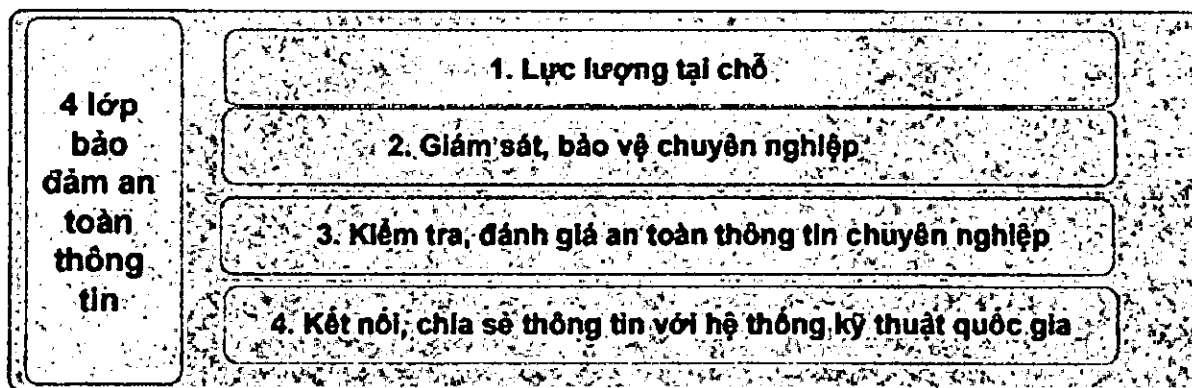 4 lớp
bảo
đảm an
toàn
thông
tin
1. Lực lượng tại chỗ
2. Giám sát, bảo vệ chuyên nghiệp
3. Kiểm tra, đánh giá an toàn thông tin chuyên nghiệp
4. Kết nối, chia sẻ thông tin với hệ thống kỹ thuật quốc gia